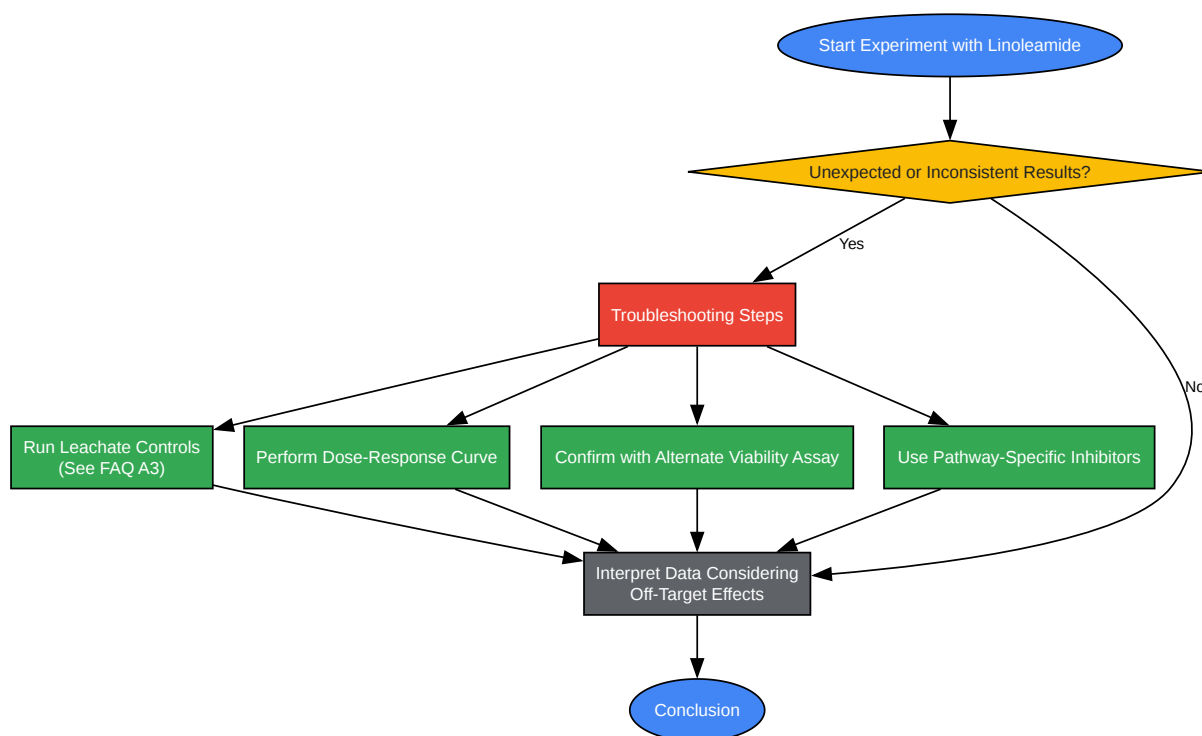 Start Experiment with Linoleamide
Unexpected or Inconsistent Results?
Yes
Troubleshooting Steps
No
Run Leachate Controls
(See FAQ A3)
Perform Dose-Response Curve
Confirm with Alternate Viability Assay
Use Pathway-Specific Inhibitors
Interpret Data Considering
Off-Target Effects
Conclusion